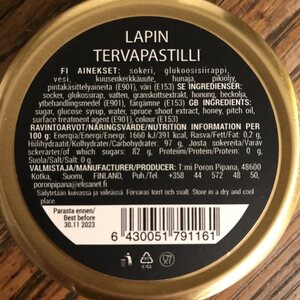 LAPIN
TERVAPASTILLI
FI AINEKSET: sokeri, glukoosisiirappi,
vesi, kuusenkerkkäuute, hunaja, pikiöljy,
pintakäsittelyaineita (E901), väri (E153) SE INGREDIENSER:
socker, glukossirap, vatten, granskottsextrakt, honung, beckolja,
ytbehandlingsmedel (E901), färgämne (E153) GB INGREDIENTS:
sugar, glucose syrup, water, spruce shoot extract, honey, pitch oil,
surface treatement agent (E901), colour (E153)
RAVINTOARVOT/NÄRINGSVÄRDE/NUTRITION INFORMATION PER
100 g: Energia/Energy/Energi: 1660 kJ/391 kcal, Rasva/Fett/Fat: 0,2 g,
Hiilihydraatit/Kolhydrater/Carbohydrate: 97 g, josta sokereita/Varav
sockerarter/of which sugars: 82 g, Proteiini/Protein/Protein: 0 g,
Suola/Salt/Salt: 0 g
VALMISTAJA/MANUFACTURER/PRODUCER: T:mi Poron Pipana, 48600
Kotka, Suomi, FINLAND, Puh./Tel. +358 44 572 48 50,
poronpipana@elisanet.fi
Säilytetään kuivassa ja viileässä. Förvaras torrt och svalt. Store in a dry and cool
place.
Parasta ennen/
Best before
30.11 2023
6 430051 791161